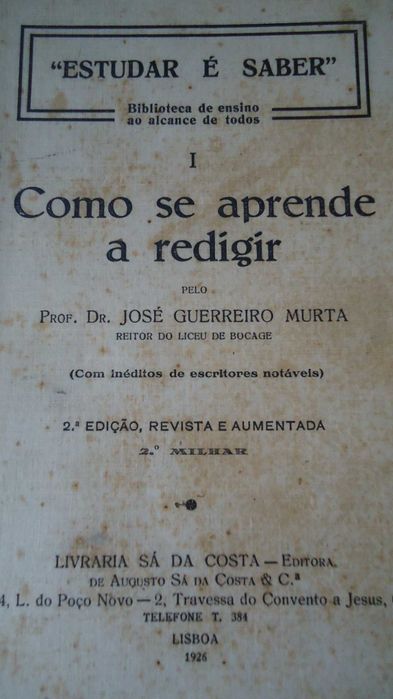 "ESTUDAR É SABER"
Biblioteca de ensino
ao alcance de todos
I
Como se aprende
a redigir
PELO
PROF. DR. JOSÉ GUERREIRO MURTA
REITOR DO LICEU DE BOCAGE
(Com inéditos de escritores notáveis)
2.ª EDIÇÃO, REVISTA E AUMENTADA
2.º MILHAR
LIVRARIA SÁ DA COSTA — EDITORA
DE AUGUSTO SÁ DA COSTA & C.ª
4, L. do Poço Novo — 2, Travessa do Convento a Jesus,
TELEFONE T. 384
LISBOA
1926